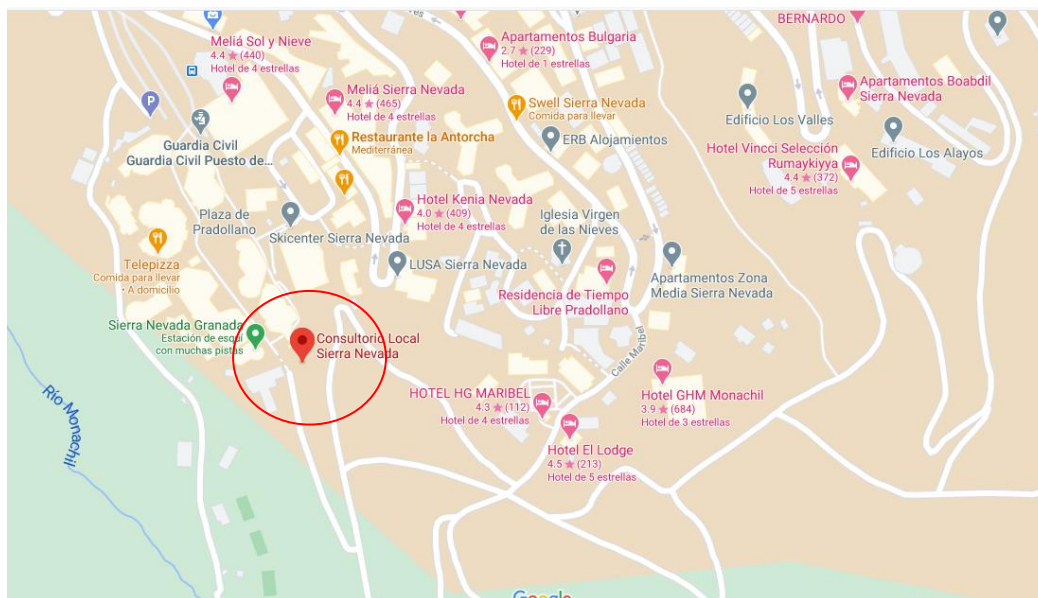 BERNARDO
Meliá Sol y Nieve
4.4 ★ (440)
Hotel de 4 estrellas
Apartamentos Bulgaria
2.7 ★ (229)
Hotel de 1 estrellas
Meliá Sierra Nevada
4.4 ★ (465)
Hotel de 4 estrellas
Apartamentos Boabdil
Sierra Nevada
P
Swell Sierra Nevada
Comida para llevar
Edificio Los Valles
Restaurante la Antorcha
Mediterránea
ERB Alojamientos
Guardia Civil
Guardia Civil Puesto de...
Hotel Vincci Selección
Rumaykiyya
4.4 ★ (372)
Hotel de 5 estrellas
Edificio Los Alayos
Hotel Kenia Nevada
4.0 ★ (409)
Hotel de 4 estrellas
Plaza de
Pradollano
Skicenter Sierra Nevada
Iglesia Virgen
de las Nieves
Telepizza
Comida para llevar
· A domicilio
LUSA Sierra Nevada
Apartamentos Zona
Media Sierra Nevada
Residencia de Tiempo
Libre Pradollano
Sierra Nevada Granada
Estación de esquí
con muchas pistas
Consultorio Local
Sierra Nevada
Calle Maribel
Río Monachil
HOTEL HG MARIBEL
4.3 ★ (112)
Hotel de 4 estrellas
Hotel GHM Monachil
3.9 ★ (684)
Hotel de 3 estrellas
Hotel El Lodge
4.5 ★ (213)
Hotel de 5 estrellas
Google